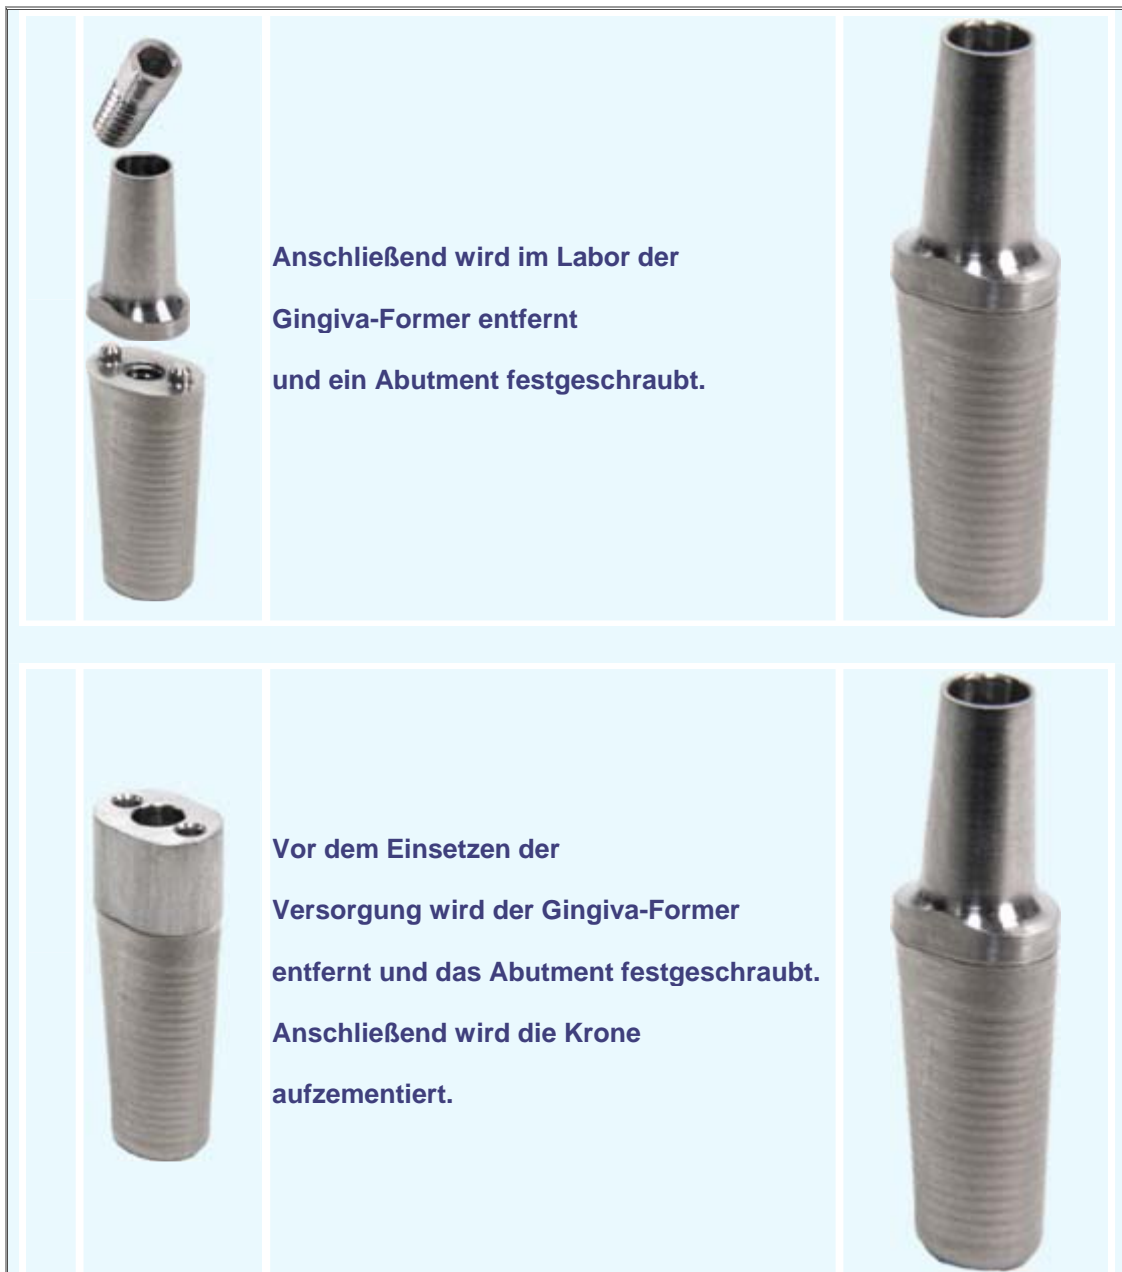 Anschließend wird im Labor der
Gingiva-Former entfernt
und ein Abutment festgeschraubt.
Vor dem Einsetzen der
Versorgung wird der Gingiva-Former
entfernt und das Abutment festgeschraubt.
Anschließend wird die Krone
aufzementiert.